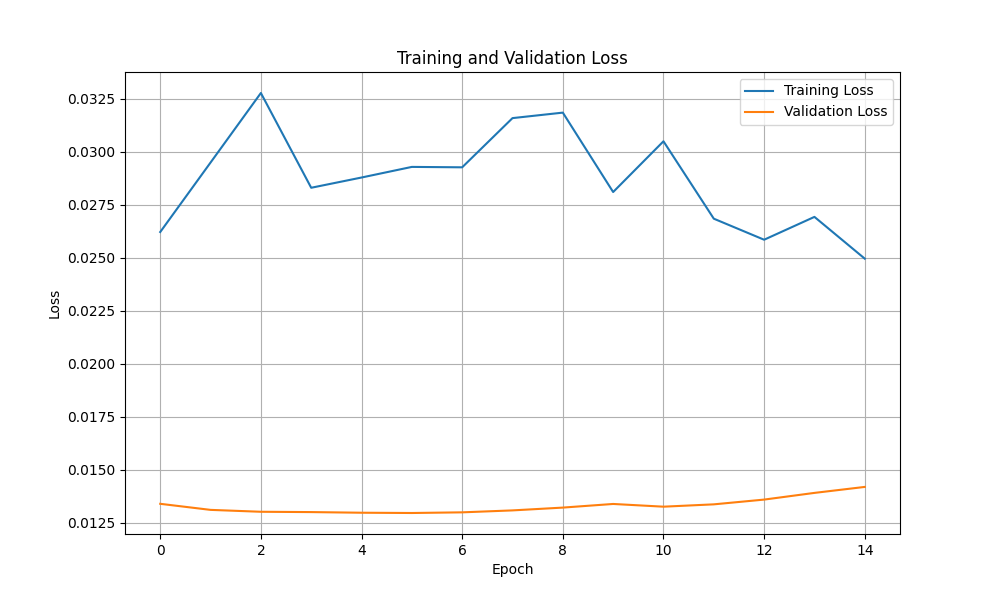 Training and Validation Loss
Training Loss
Validation Loss
0.0325
0.0300
0.0275
0.0250
0.0225
0.0200
0.0175
0.0150
0.0125
Loss
0 2 4 6 8 10 12 14
Epoch